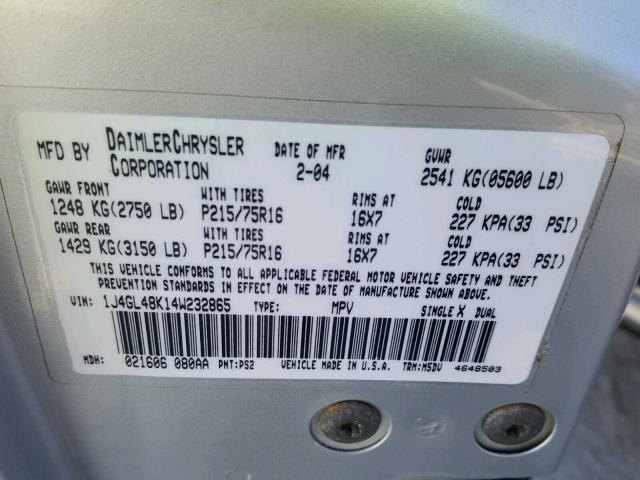 MFD BY DAIMLERCHRYSLER CORPORATION DATE OF MFR 2-04 GVWR 2541 KG(05600 LB)
GAWR FRONT WITH TIRES RIMS AT COLD
1248 KG(2750 LB) P215/75R16 16X7 227 KPA(33 PSI)
GAWR REAR WITH TIRES RIMS AT COLD
1429 KG(3150 LB) P215/75R16 16X7 227 KPA(33 PSI)
THIS VEHICLE CONFORMS TO ALL APPLICABLE FEDERAL MOTOR VEHICLE SAFETY AND THEFT
PREVENTION STANDARDS IN EFFECT ON THE DATE OF MANUFACTURE SHOWN ABOVE.
VIN: 1J4GL48K14W232865 TYPE: MPV SINGLE X DUAL
MDH: 021606 080AA PNT:PS2 VEHICLE MADE IN U.S.A. TRM:M5DV 4648503